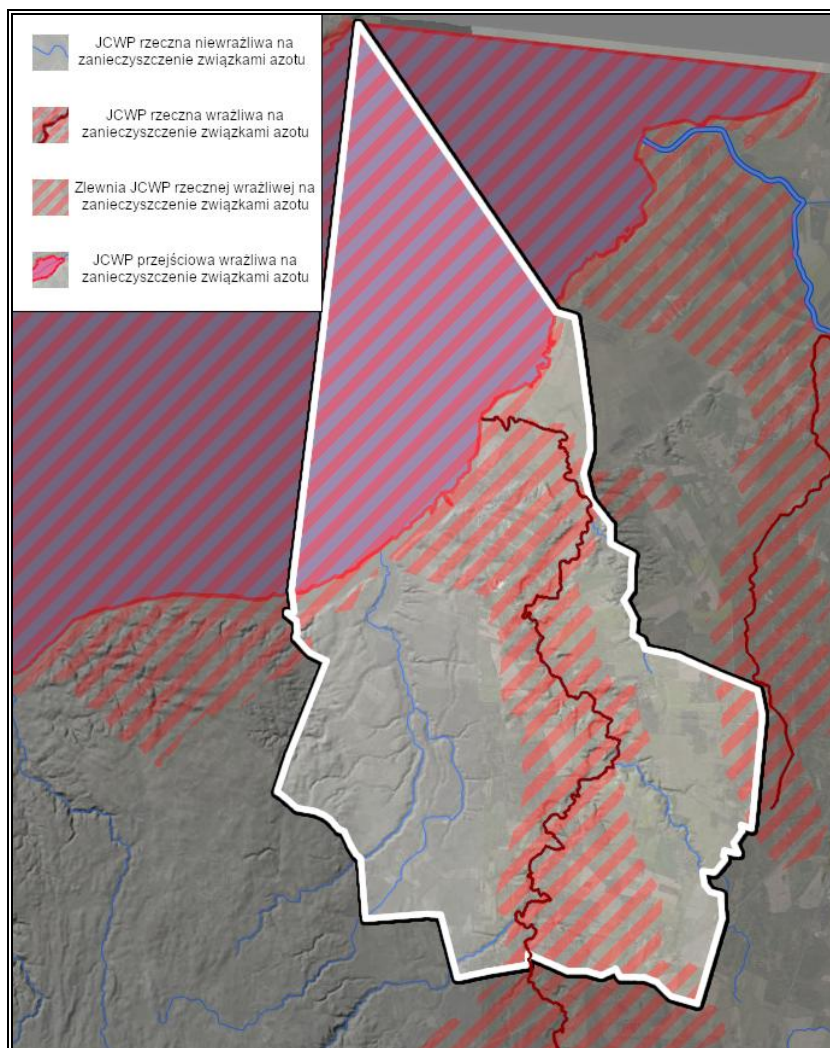 JCWP rzeczna niewrażliwa na
zanieczyszczenie związkami azotu
JCWP rzeczna wrażliwa na
zanieczyszczenie związkami azotu
Zlewnia JCWP rzecznej wrażliwej na
zanieczyszczenie związkami azotu
JCWP przejściowa wrażliwa na
zanieczyszczenie związkami azotu